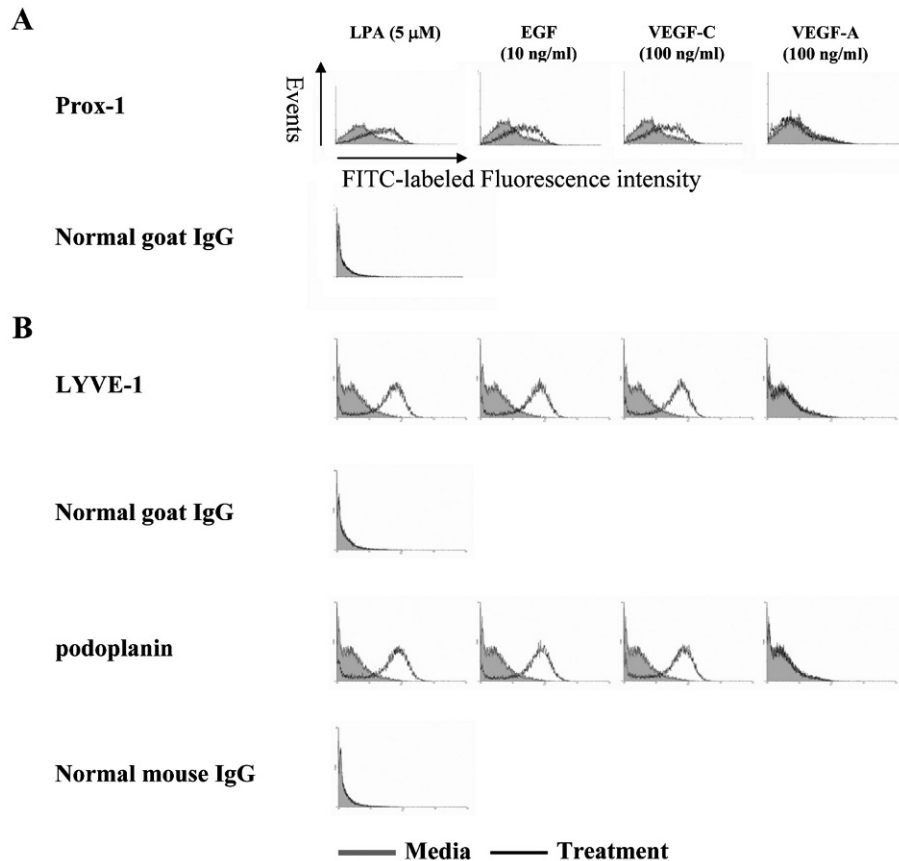 A
LPA (5 μM)
EGF
(10 ng/ml)
VEGF-C
(100 ng/ml)
VEGF-A
(100 ng/ml)
Prox-1
Events
FITC-labeled Fluorescence intensity
Normal goat IgG
B
LYVE-1
Normal goat IgG
podoplanin
Normal mouse IgG
Media
Treatment